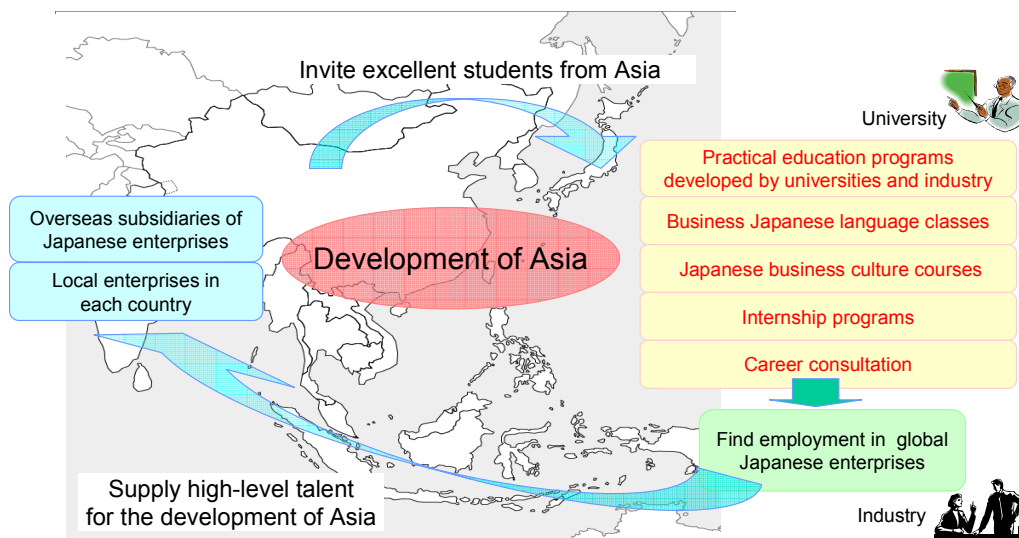 Invite excellent students from Asia
University
Practical education programs
developed by universities and industry
Overseas subsidiaries of
Japanese enterprises
Business Japanese language classes
Development of Asia
Japanese business culture courses
Local enterprises in
each country
Internship programs
Career consultation
Find employment in global
Japanese enterprises
Supply high-level talent
for the development of Asia
Industry